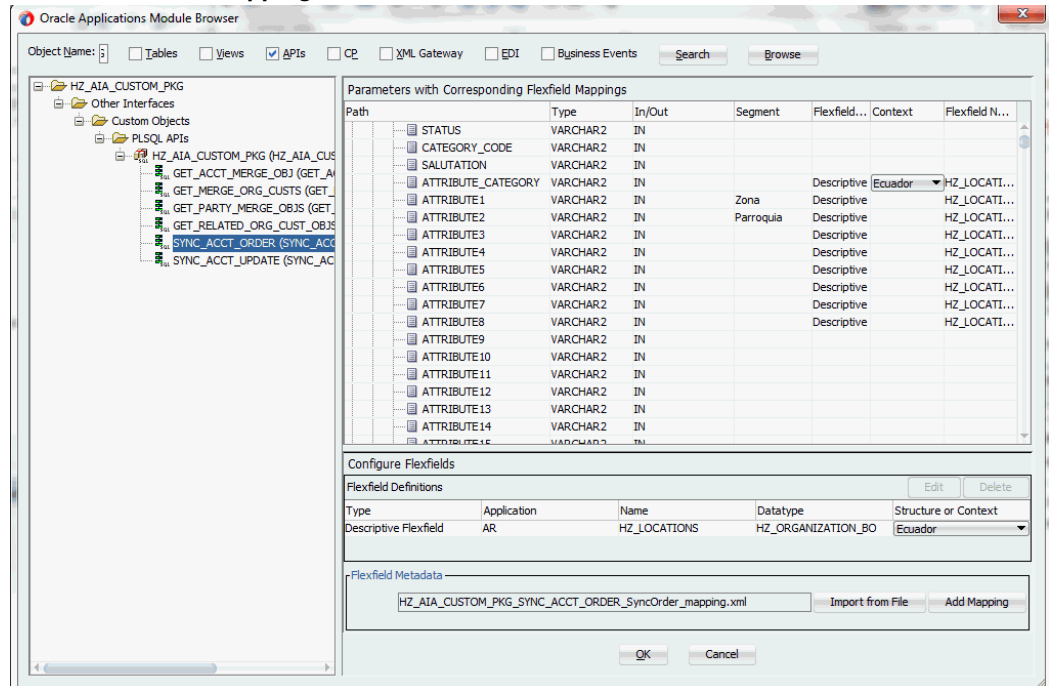 Oracle Applications Module Browser
Object Name: Tables Views APIs CP XML Gateway EDI Business Events Search Browse
HZ_AIA_CUSTOM_PKG
Other Interfaces
Custom Objects
PLSQL APIs
HZ_AIA_CUSTOM_PKG (HZ_AIA_CUS
GET_ACCT_MERGE_OBJ (GET_A
GET_MERGE_ORG_CUSTS (GET_
GET_PARTY_MERGE_OBJS (GET_
GET_RELATED_ORG_CUST_OBJS
SYNC_ACCT_ORDER (SYNC_ACC
SYNC_ACCT_UPDATE (SYNC_AC
Parameters with Corresponding Flexfield Mappings
Path Type In/Out Segment Flexfield... Context Flexfield N...
STATUS VARCHAR2 IN
CATEGORY_CODE VARCHAR2 IN
SALUTATION VARCHAR2 IN
ATTRIBUTE_CATEGORY VARCHAR2 IN Descriptive Ecuador HZ_LOCATI...
ATTRIBUTE1 VARCHAR2 IN Zona Descriptive HZ_LOCATI...
ATTRIBUTE2 VARCHAR2 IN Parroquia Descriptive HZ_LOCATI...
ATTRIBUTE3 VARCHAR2 IN Descriptive HZ_LOCATI...
ATTRIBUTE4 VARCHAR2 IN Descriptive HZ_LOCATI...
ATTRIBUTE5 VARCHAR2 IN Descriptive HZ_LOCATI...
ATTRIBUTE6 VARCHAR2 IN Descriptive HZ_LOCATI...
ATTRIBUTE7 VARCHAR2 IN Descriptive HZ_LOCATI...
ATTRIBUTE8 VARCHAR2 IN Descriptive HZ_LOCATI...
ATTRIBUTE9 VARCHAR2 IN
ATTRIBUTE10 VARCHAR2 IN
ATTRIBUTE11 VARCHAR2 IN
ATTRIBUTE12 VARCHAR2 IN
ATTRIBUTE13 VARCHAR2 IN
ATTRIBUTE14 VARCHAR2 IN
ATTRIBUTE15 VARCHAR2 IN
Configure Flexfields
Flexfield Definitions Edit Delete
Type Application Name Datatype Structure or Context
Descriptive Flexfield AR HZ_LOCATIONS HZ_ORGANIZATION_BO Ecuador
Flexfield Metadata
HZ_AIA_CUSTOM_PKG_SYNC_ACCT_ORDER_SyncOrder_mapping.xml Import from File Add Mapping
OK Cancel